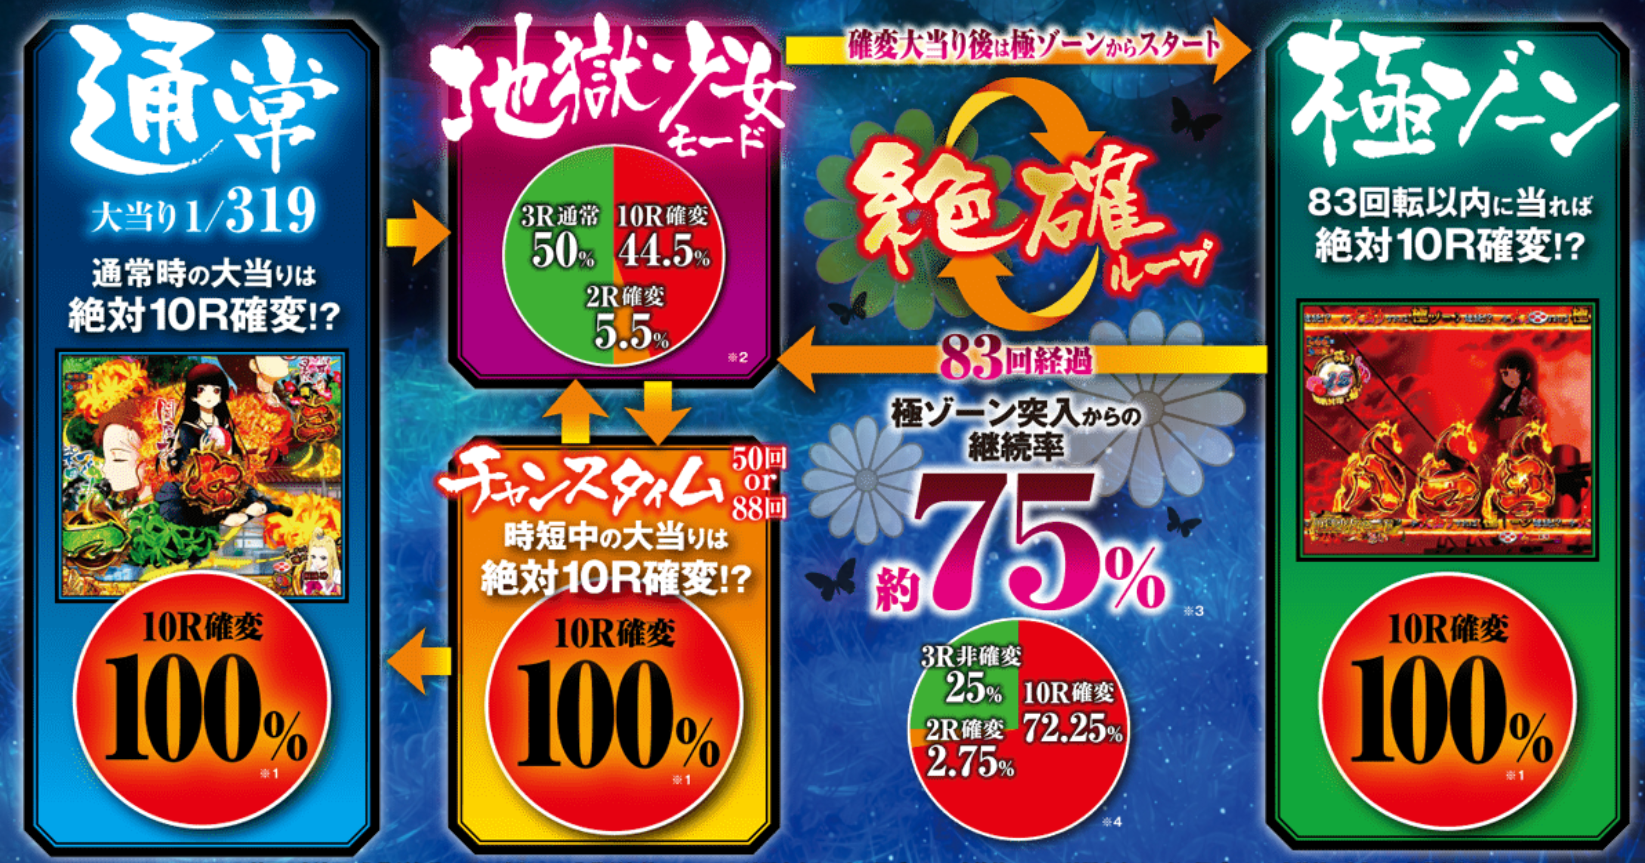 通常
大当り1/319
通常時の大当りは
絶対10R確変!?
10R確変
100%
※1
地獄少女
モード
3R通常
50%
10R確変
44.5%
2R確変
5.5%
※2
チャンスタイム
50回
or
88回
時短中の大当りは
絶対10R確変!?
10R確変
100%
※1
確変大当り後は極ゾーンからスタート
絶確
ループ
83回経過
極ゾーン突入からの
継続率
約75%
※3
3R非確変
25%
10R確変
72.25%
2R確変
2.75%
※4
極ゾーン
83回転以内に当れば
絶対10R確変!?
10R確変
100%
※1